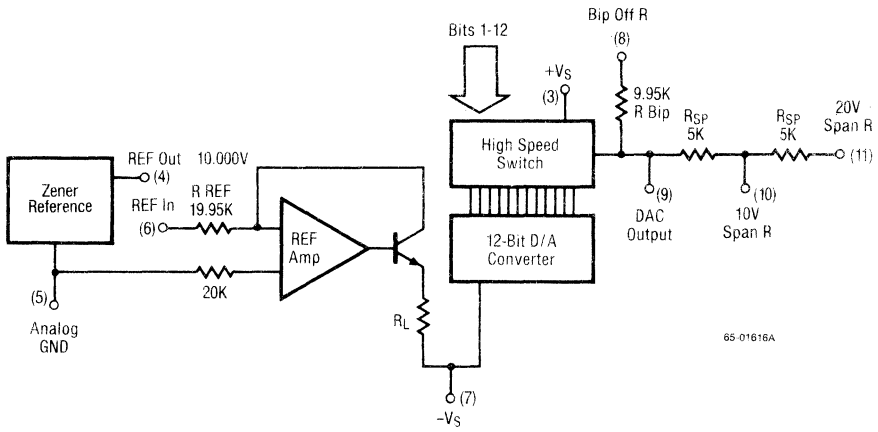 Bits 1-12
Bip Off R
(8)
+VS
(3)
9.95K
R Bip
RSP
5K
RSP
5K
20V
Span R
(11)
High Speed
Switch
(9)
DAC
Output
(10)
10V
Span R
12-Bit D/A
Converter
Zener
Reference
REF Out
10.000V
(4)
R REF
19.95K
REF In
(6)
REF
Amp
20K
(5)
Analog
GND
RL
(7)
–VS
65-01616A